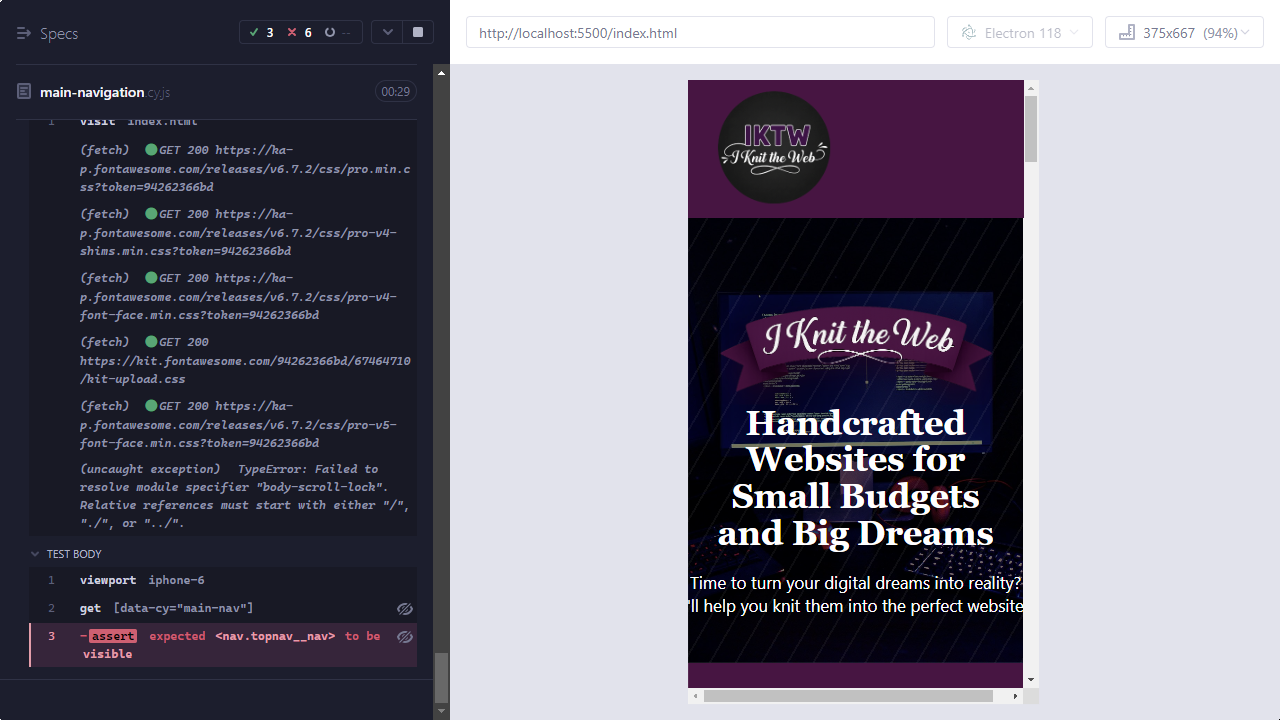 Specs
3 6 --
main-navigation.cy.js 00:29
1 visit index.html
(fetch) GET 200 https://ka-
p.fontawesome.com/releases/v6.7.2/css/pro.min.c
ss?token=94262366bd
(fetch) GET 200 https://ka-
p.fontawesome.com/releases/v6.7.2/css/pro-v4-
shims.min.css?token=94262366bd
(fetch) GET 200 https://ka-
p.fontawesome.com/releases/v6.7.2/css/pro-v4-
font-face.min.css?token=94262366bd
(fetch) GET 200
https://kit.fontawesome.com/94262366bd/67464710
/kit-upload.css
(fetch) GET 200 https://ka-
p.fontawesome.com/releases/v6.7.2/css/pro-v5-
font-face.min.css?token=94262366bd
(uncaught exception) TypeError: Failed to
resolve module specifier "body-scroll-lock".
Relative references must start with either "/",
"./", or "../".
TEST BODY
1 viewport iphone-6
2 get [data-cy="main-nav"]
3 -assert expected <nav.topnav__nav> to be
visible
http://localhost:5500/index.html
Electron 118
375x667 (94%)
IKTW
I Knit the Web
I Knit the Web
Handcrafted
Websites for
Small Budgets
and Big Dreams
Time to turn your digital dreams into reality?
'll help you knit them into the perfect website